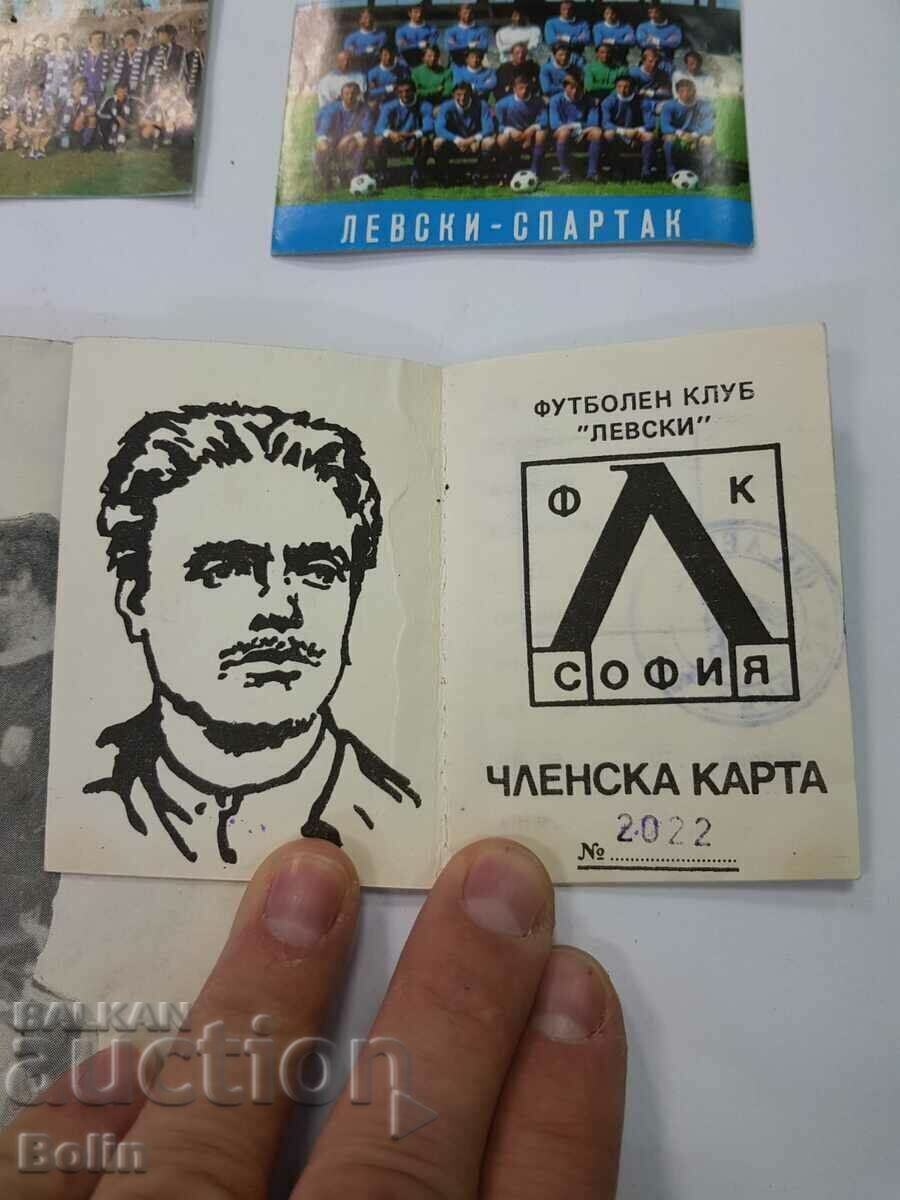 ЛЕВСКИ-СПАРТАК
ФУТБОЛЕН КЛУБ
"ЛЕВСКИ"
Ф К
СОФИЯ
ЧЛЕНСКА КАРТА
№ 2022
BALKAN
auction
Bolin